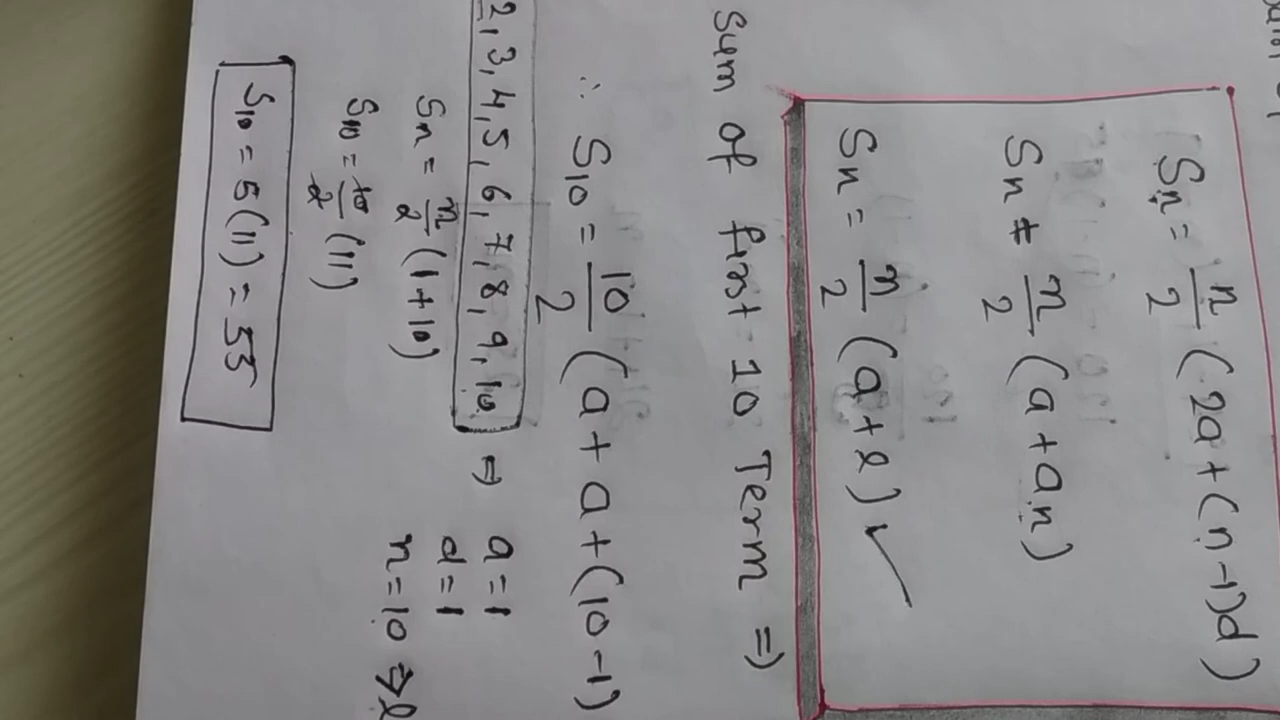 Sn = n/2 (2a + (n-1)d)
Sn = n/2 (a + an)
Sn = n/2 (a + l) ✓
Sum of first 10 Term ⇒
∴ S10 = 10/2 (a + a + (10-1)
2, 3, 4, 5, 6, 7, 8, 9, 10 ⇒ a = 1
Sn = n/2 (1 + 10) d = 1
S10 = 10/2 (11) n = 10 ⇒ l
S10 = 5 (11) = 55